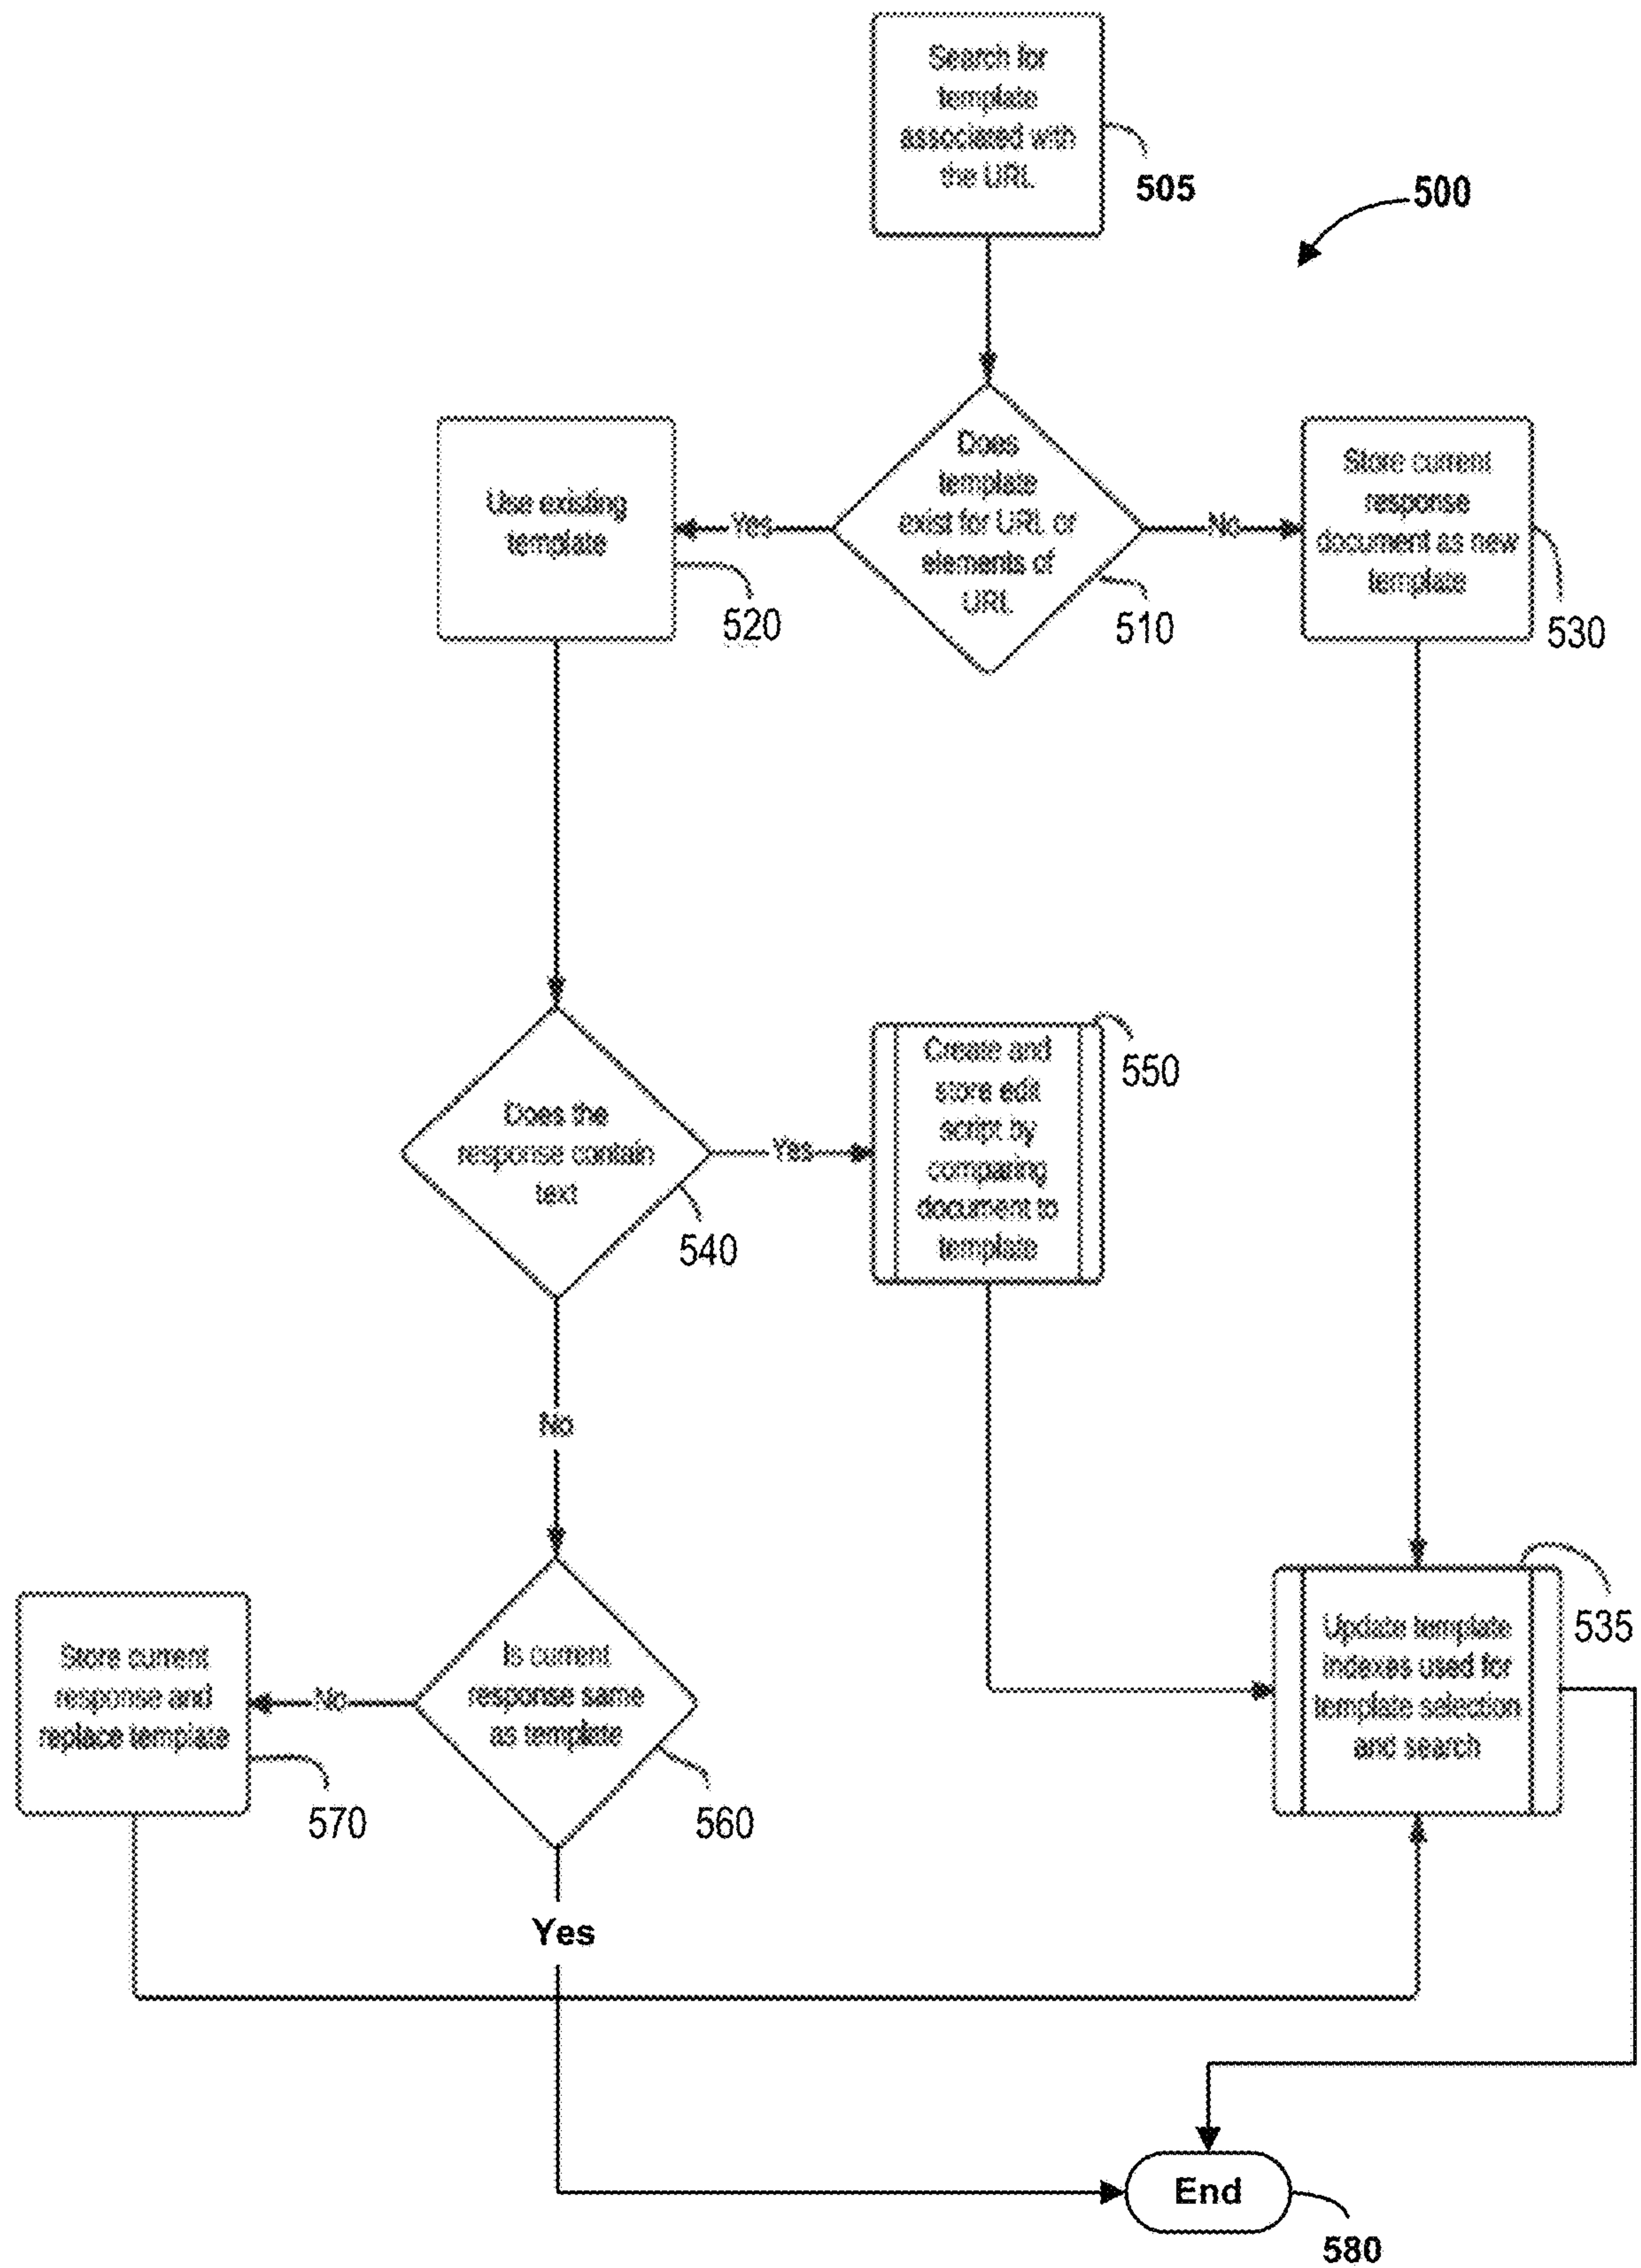 Search for
template
associated with
the URL
505
500
Does
template
exist for URL or
elements of
URL
510
Yes
No
Use existing
template
520
Store current
response
document as new
template
530
Does the
response contain
text
540
Yes
Create and
store edit
script by
comparing
document to
template
550
No
Is current
response same
as template
560
No
Store current
response and
replace template
570
Update template
indexes used for
template selection
and search
535
Yes
End
580